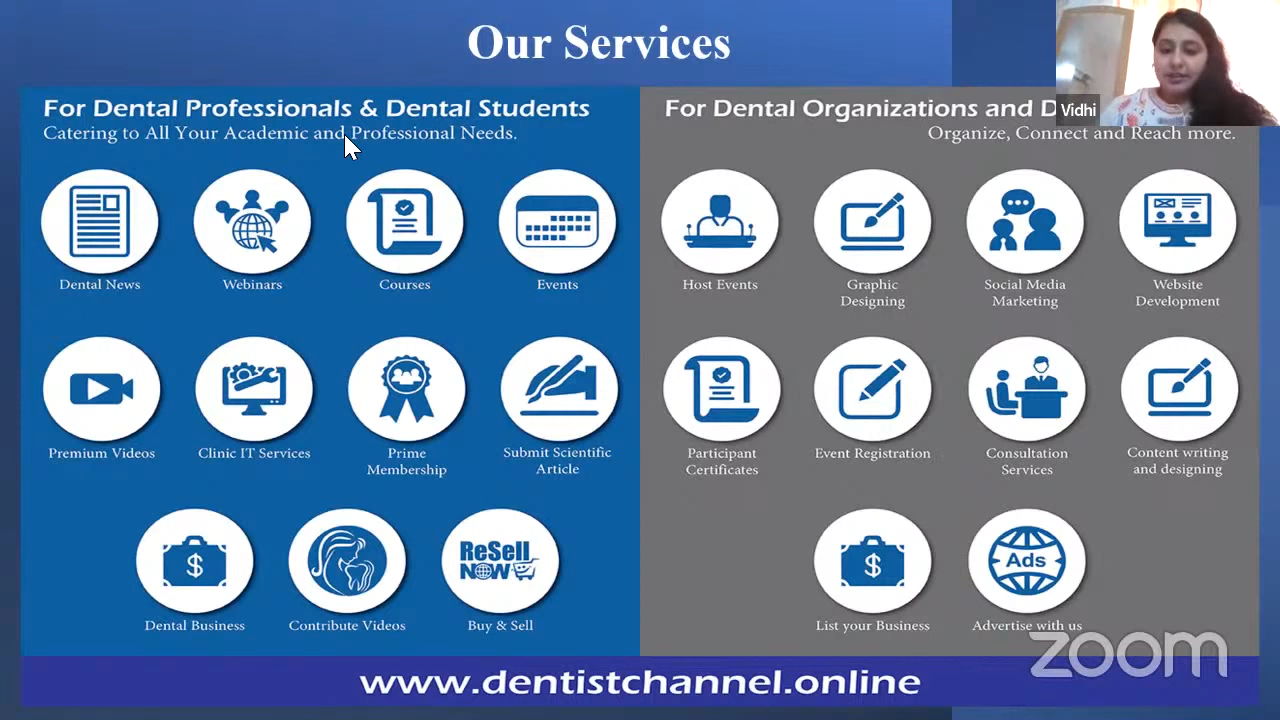 Our Services
For Dental Professionals & Dental Students
Catering to All Your Academic and Professional Needs.
Dental News
Webinars
Courses
Events
Premium Videos
Clinic IT Services
Prime
Membership
Submit Scientific
Article
$
ReSell
NOW
Dental Business
Contribute Videos
Buy & Sell
For Dental Organizations and D
Vidhi
Organize, Connect and Reach more.
Host Events
Graphic
Designing
Social Media
Marketing
Website
Development
Participant
Certificates
Event Registration
Consultation
Services
Content writing
and designing
$
Ads
List your Business
Advertise with us
zoom
www.dentistchannel.online